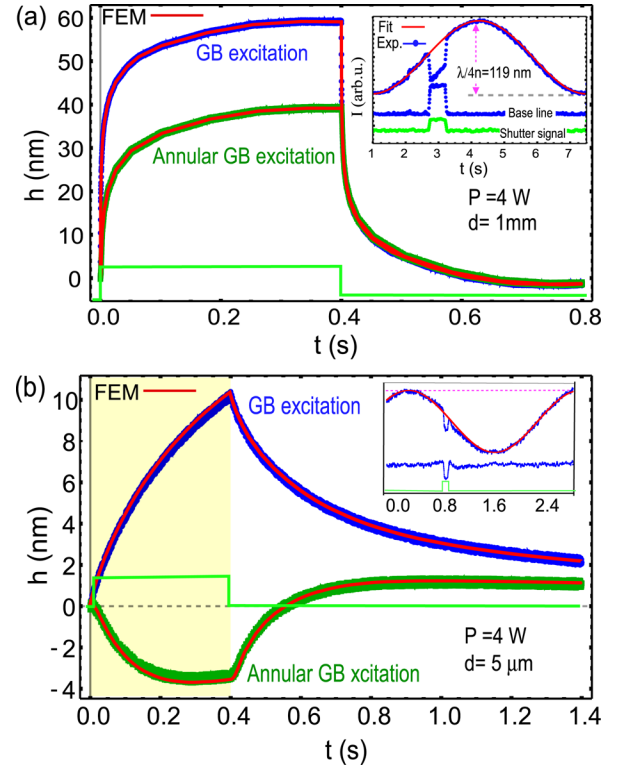 (a)
FEM
GB excitation
Annular GB excitation
h (nm)
60
50
40
30
20
10
0
0.0 0.2 0.4 0.6 0.8
t (s)
P =4 W
d= 1mm
Fit
Exp.
λ/4n=119 nm
Base line
Shutter signal
I (arb.u.)
1 2 3 4 5 6 7
t (s)
(b)
FEM
GB excitation
Annular GB xcitation
h (nm)
10
8
6
4
2
0
-2
-4
0.0 0.2 0.4 0.6 0.8 1.0 1.2 1.4
t (s)
P =4 W
d= 5 μm
0.0 0.8 1.6 2.4